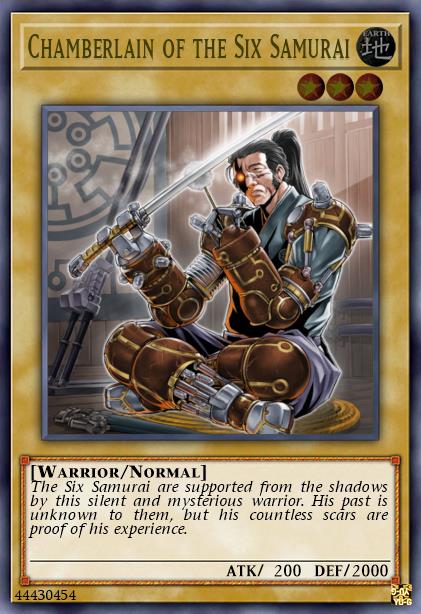 CHAMBERLAIN OF THE SIX SAMURAI
EARTH
地
[WARRIOR/NORMAL]
The Six Samurai are supported from the shadows
by this silent and mysterious warrior. His past is
unknown to them, but his countless scars are
proof of his experience.
ATK/ 200 DEF/2000
44430454